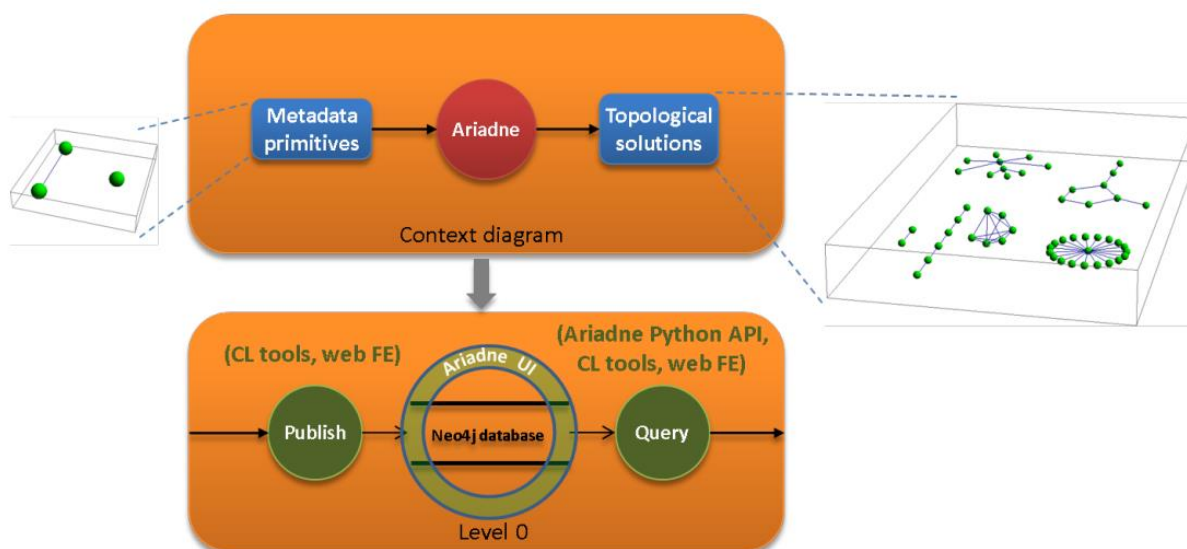 Metadata
primitives
Ariadne
Topological
solutions
Context diagram
(CL tools, web FE)
(Ariadne Python API,
CL tools, web FE)
Ariadne UI
Publish
Neo4j database
Query
Level 0